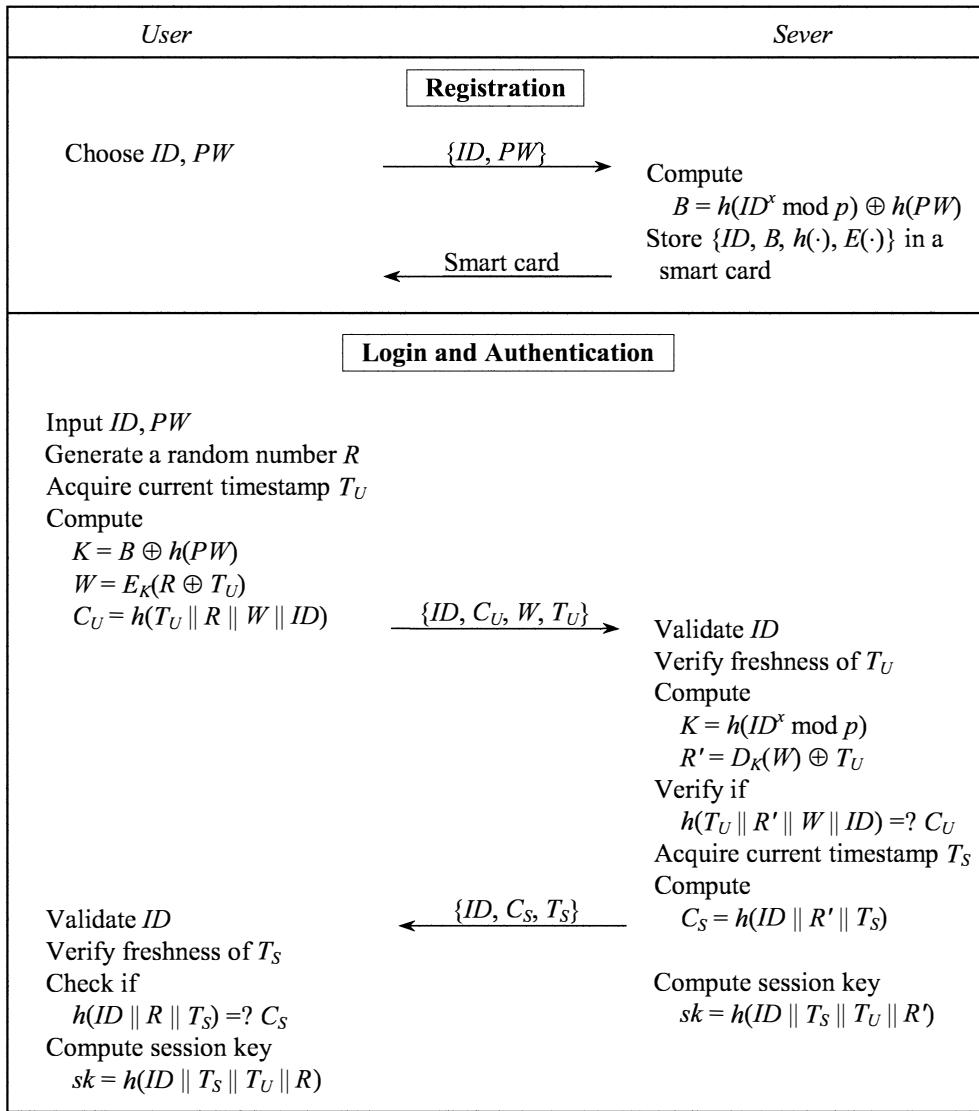 User Sever
Registration
Choose ID, PW
{ID, PW}
Compute
B = h(ID^x mod p) ⊕ h(PW)
Store {ID, B, h(·), E(·)} in a
smart card
Smart card
Login and Authentication
Input ID, PW
Generate a random number R
Acquire current timestamp T_U
Compute
K = B ⊕ h(PW)
W = E_K(R ⊕ T_U)
C_U = h(T_U || R || W || ID)
{ID, C_U, W, T_U}
Validate ID
Verify freshness of T_U
Compute
K = h(ID^x mod p)
R' = D_K(W) ⊕ T_U
Verify if
h(T_U || R' || W || ID) =? C_U
Acquire current timestamp T_S
Compute
C_S = h(ID || R' || T_S)
{ID, C_S, T_S}
Validate ID
Verify freshness of T_S
Check if
h(ID || R || T_S) =? C_S
Compute session key
sk = h(ID || T_S || T_U || R)
Compute session key
sk = h(ID || T_S || T_U || R')